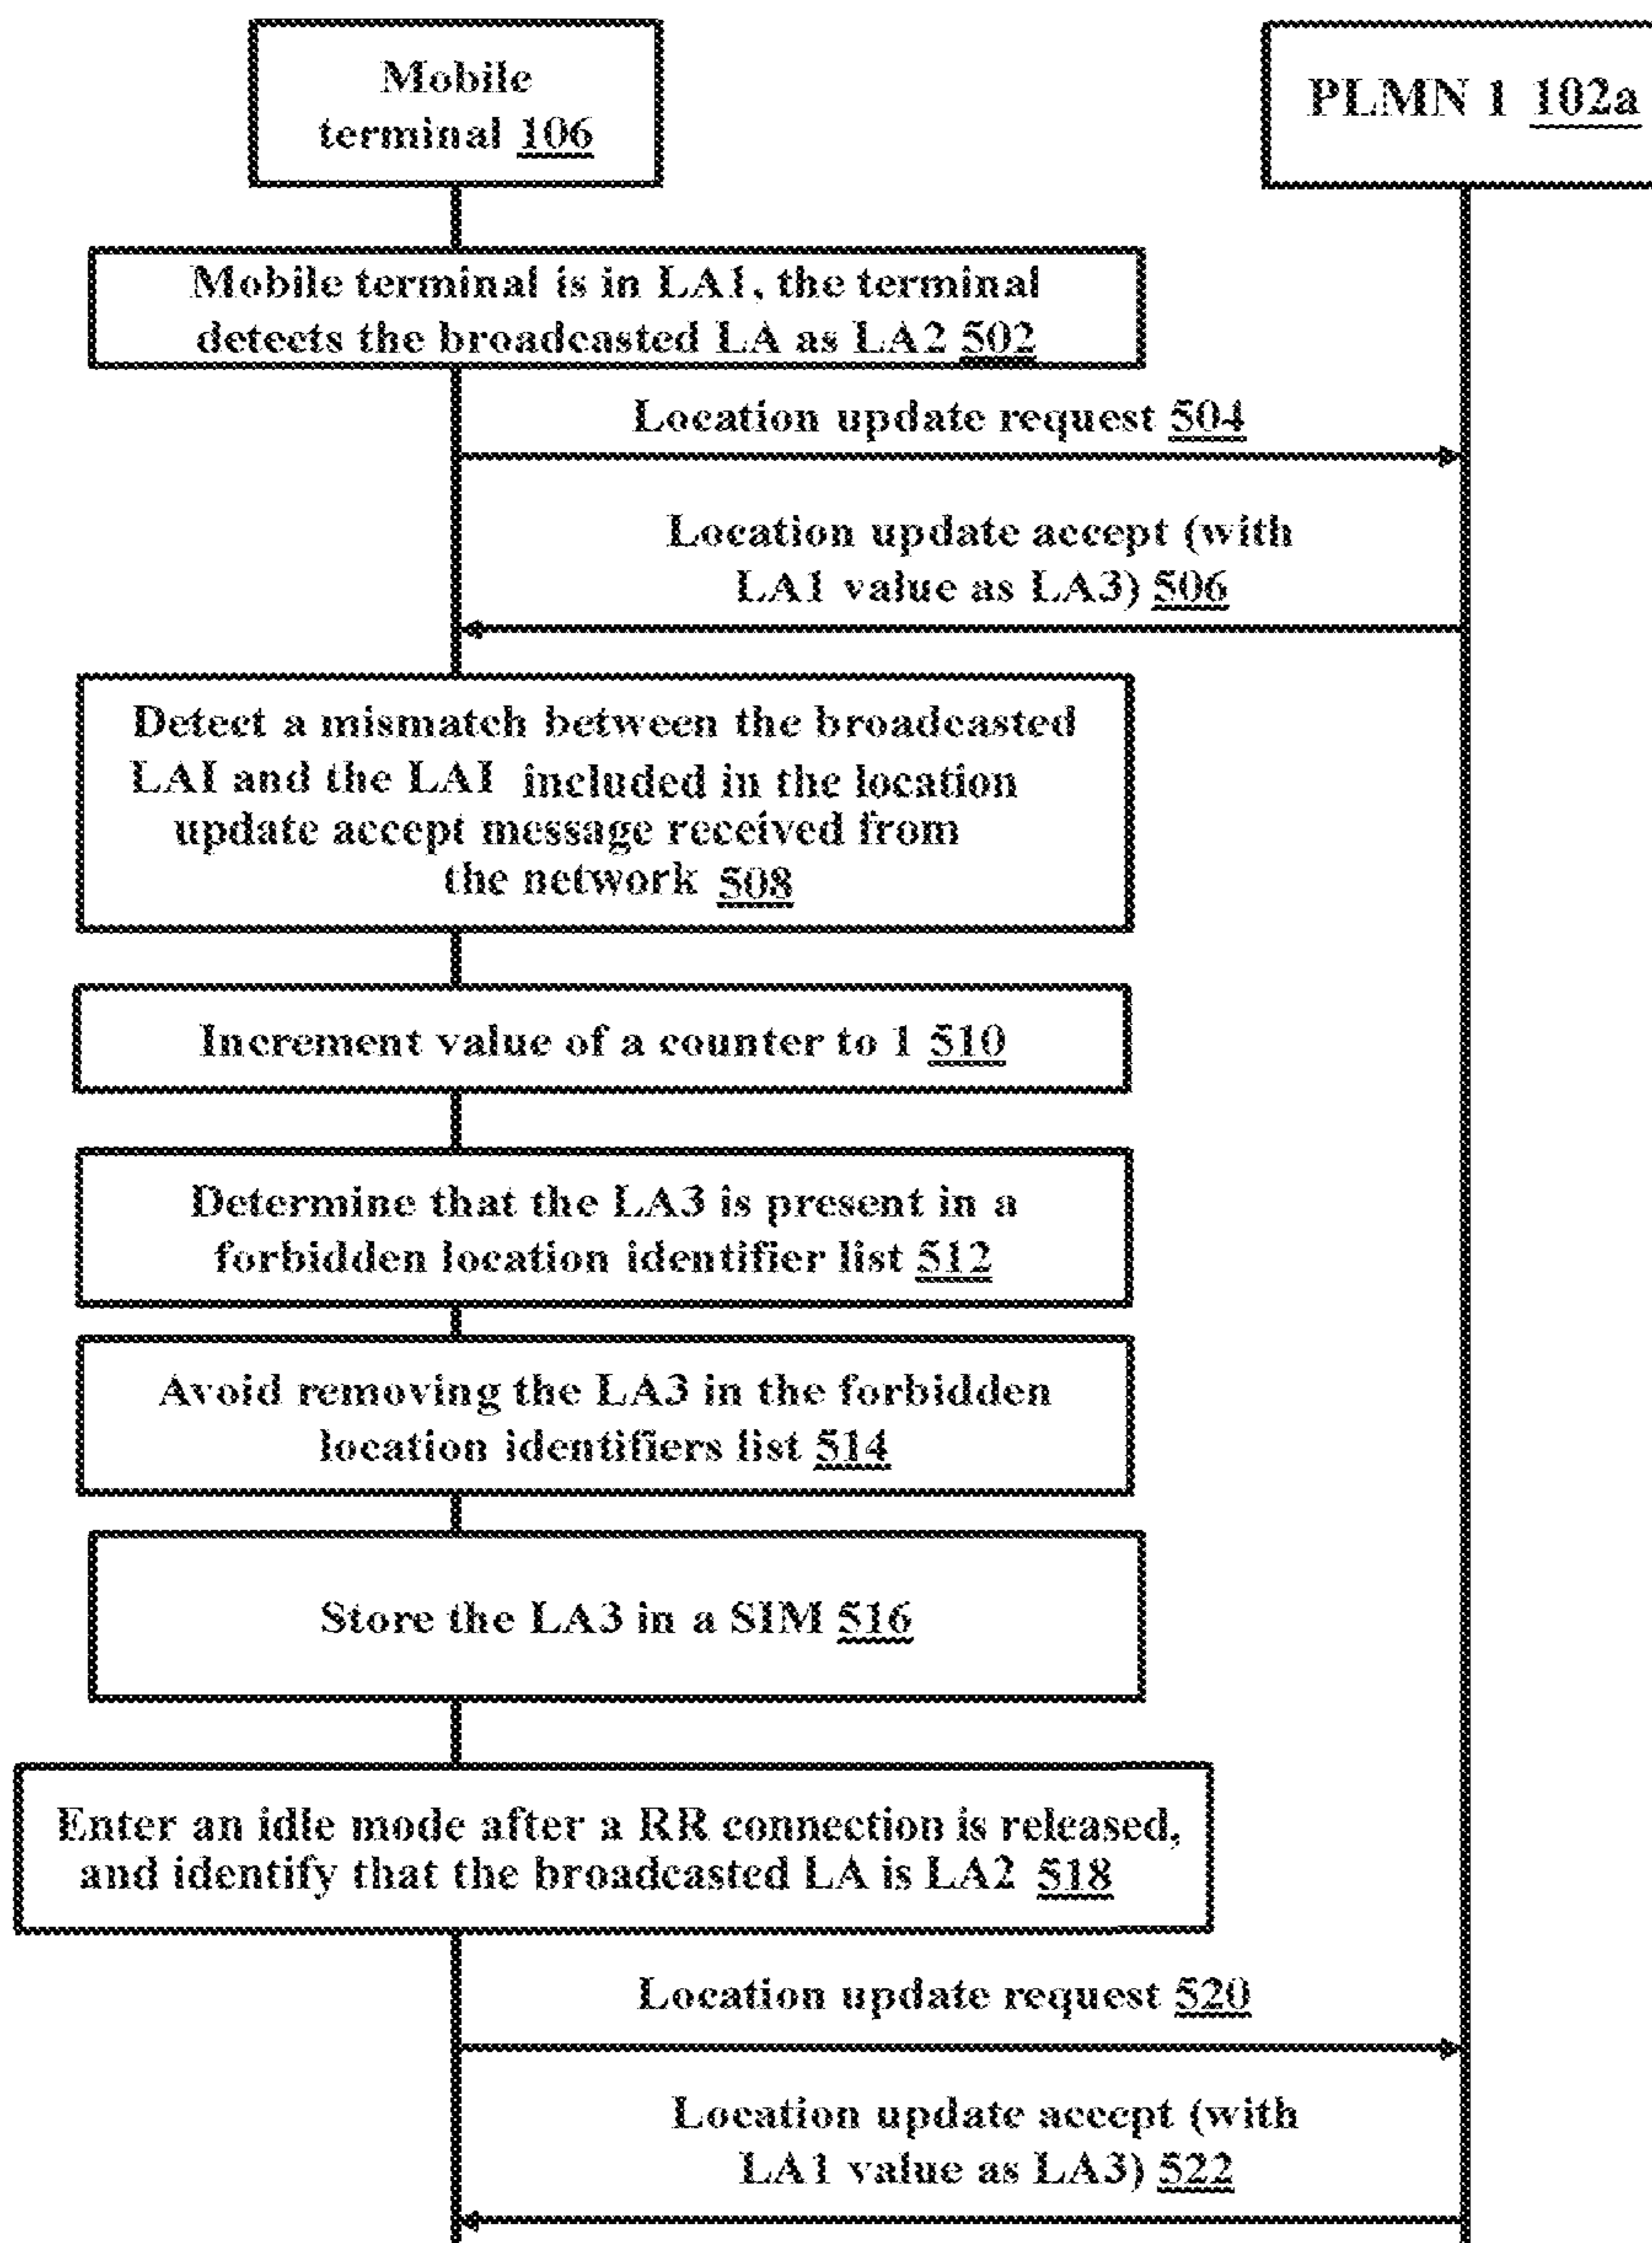 Mobile
terminal 106
PLMN 1 102a
Mobile terminal is in LA1, the terminal
detects the broadcasted LA as LA2 502
Location update request 504
Location update accept (with
LA1 value as LA3) 506
Detect a mismatch between the broadcasted
LAI and the LAI included in the location
update accept message received from
the network 508
Increment value of a counter to 1 510
Determine that the LA3 is present in a
forbidden location identifier list 512
Avoid removing the LA3 in the forbidden
location identifiers list 514
Store the LA3 in a SIM 516
Enter an idle mode after a RR connection is released,
and identify that the broadcasted LA is LA2 518
Location update request 520
Location update accept (with
LA1 value as LA3) 522